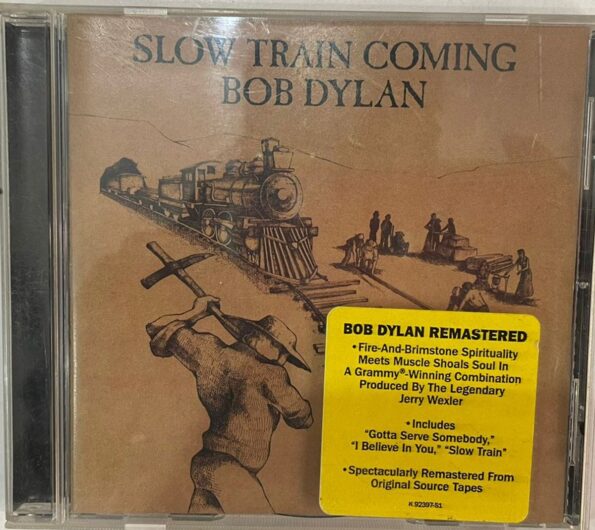 SLOW TRAIN COMING
BOB DYLAN
BOB DYLAN REMASTERED
•Fire-And-Brimstone Spirituality
Meets Muscle Shoals Soul In
A Grammy®-Winning Combination
Produced By The Legendary
Jerry Wexler
•Includes
"Gotta Serve Somebody,"
"I Believe In You," "Slow Train"
•Spectacularly Remastered From
Original Source Tapes
K 92397-S1